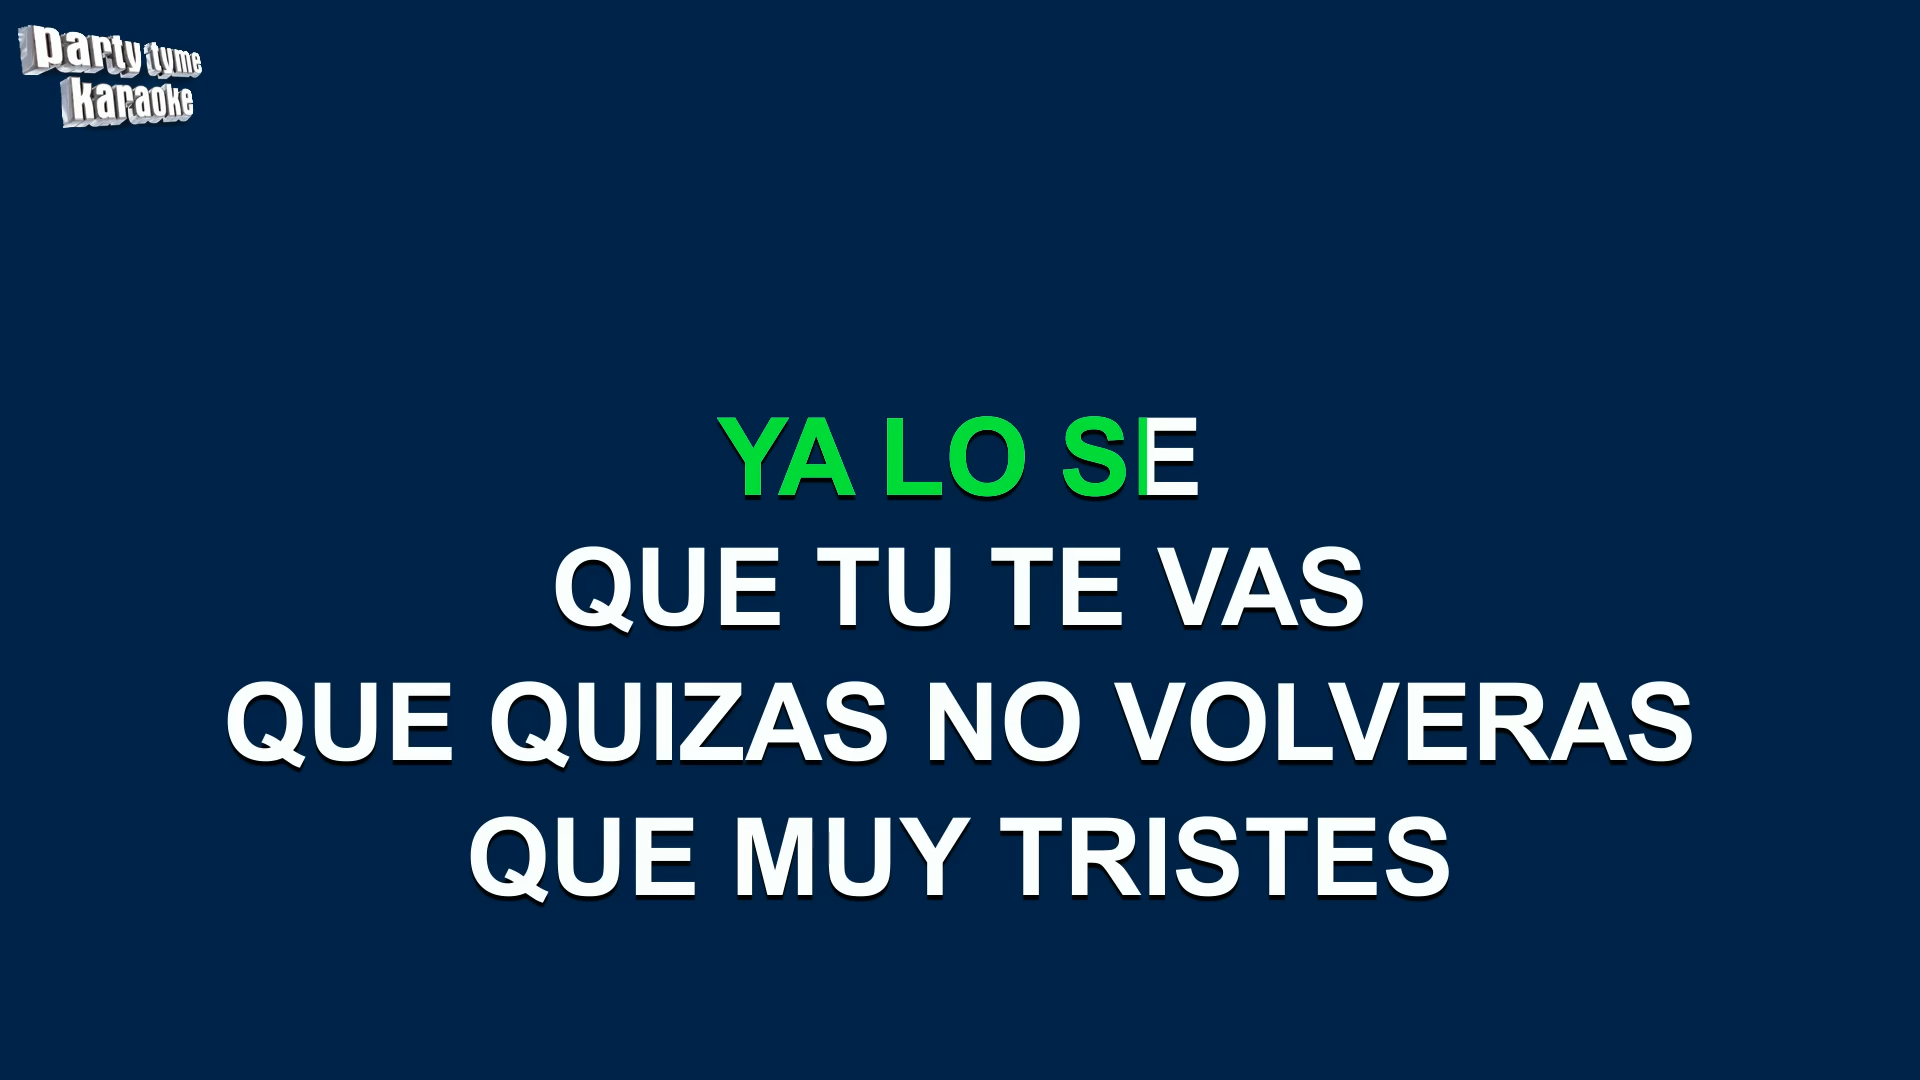 party tyme
karaoke
YA LO SE
QUE TU TE VAS
QUE QUIZAS NO VOLVERAS
QUE MUY TRISTES